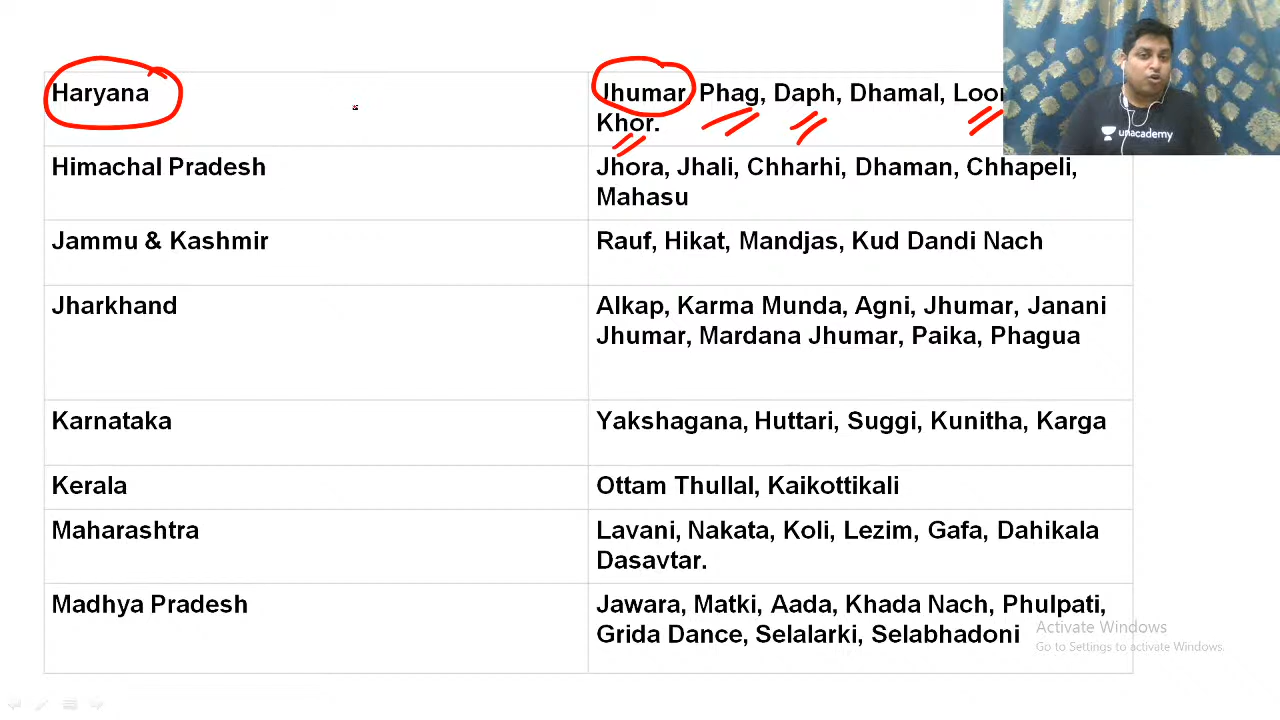 Haryana
Jhumar, Phag, Daph, Dhamal,
Khor.
Himachal Pradesh
Jhora, Jhali, Chharhi, Dhaman, Chhapeli,
Mahasu
Jammu & Kashmir
Rauf, Hikat, Mandjas, Kud Dandi Nach
Jharkhand
Alkap, Karma Munda, Agni, Jhumar, Janani
Jhumar, Mardana Jhumar, Paika, Phagua
Karnataka
Yakshagana, Huttari, Suggi, Kunitha, Karga
Kerala
Ottam Thullal, Kaikottikali
Maharashtra
Lavani, Nakata, Koli, Lezim, Gafa, Dahikala
Dasavtar.
Madhya Pradesh
Jawara, Matki, Aada, Khada Nach, Phulpati,
Grida Dance, Selalarki, Selabhadoni
unacademy
Activate Windows
Go to Settings to activate Windows.